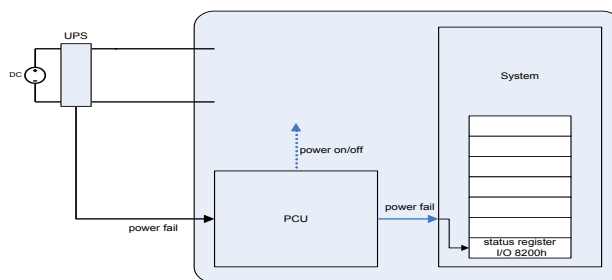 UPS
DC
System
power on/off
power fail
PCU
power fail
status register
I/O 8200h